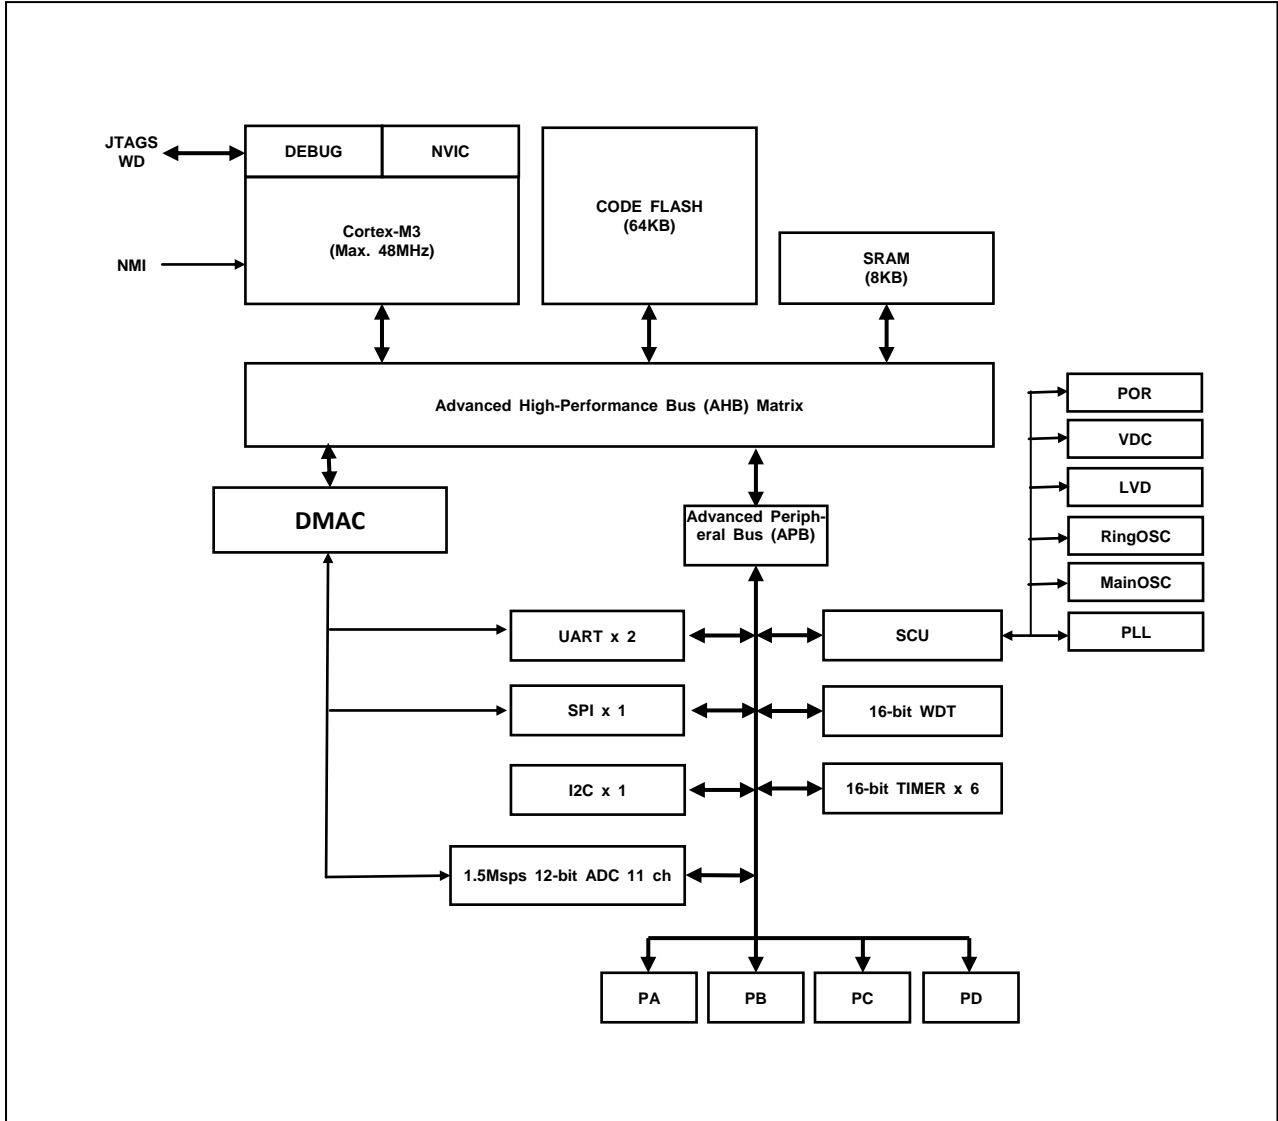 JTAGS
WD
DEBUG
NVIC
Cortex-M3
(Max. 48MHz)
NMI
CODE FLASH
(64KB)
SRAM
(8KB)
Advanced High-Performance Bus (AHB) Matrix
DMAC
Advanced Periph-
eral Bus (APB)
POR
VDC
LVD
RingOSC
MainOSC
PLL
UART x 2
SCU
SPI x 1
16-bit WDT
I2C x 1
16-bit TIMER x 6
1.5Msps 12-bit ADC 11 ch
PA
PB
PC
PD